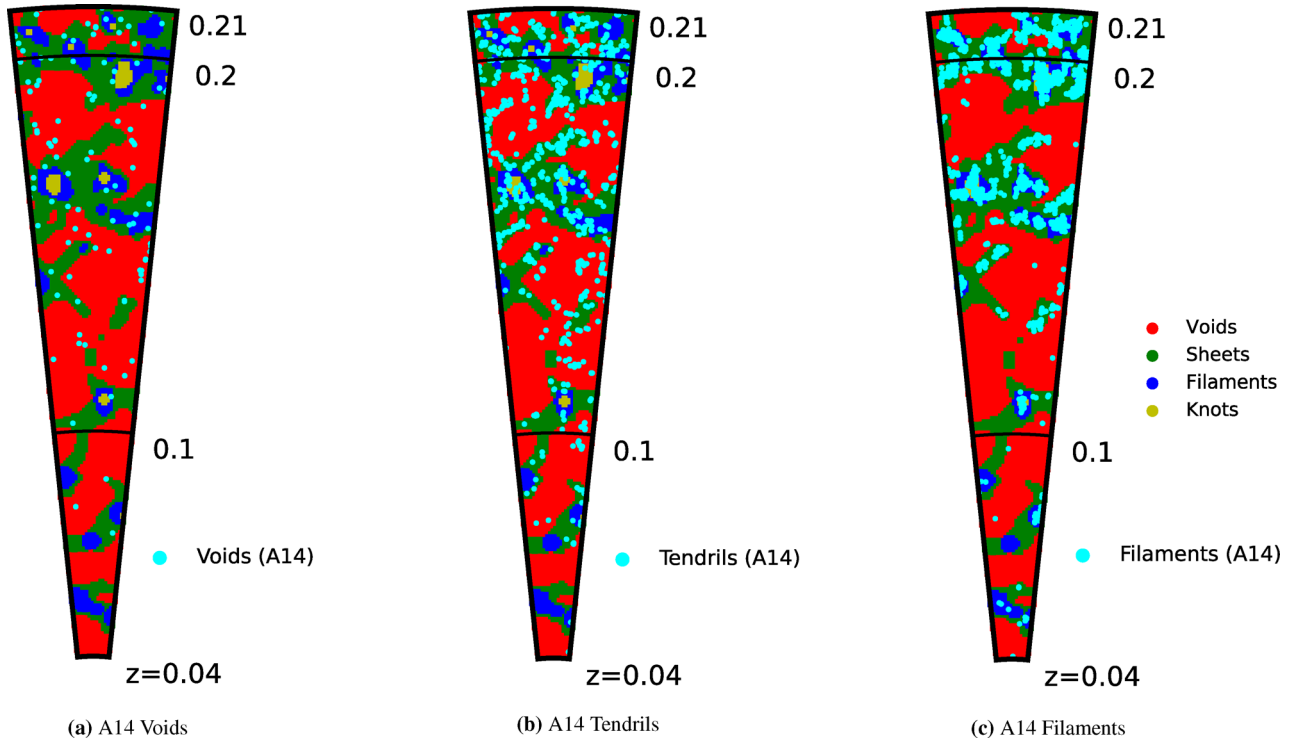 0.21
0.2
0.1
Voids (A14)
z=0.04
(a) A14 Voids
0.21
0.2
0.1
Tendrils (A14)
z=0.04
(b) A14 Tendrils
0.21
0.2
Voids
Sheets
Filaments
Knots
0.1
Filaments (A14)
z=0.04
(c) A14 Filaments